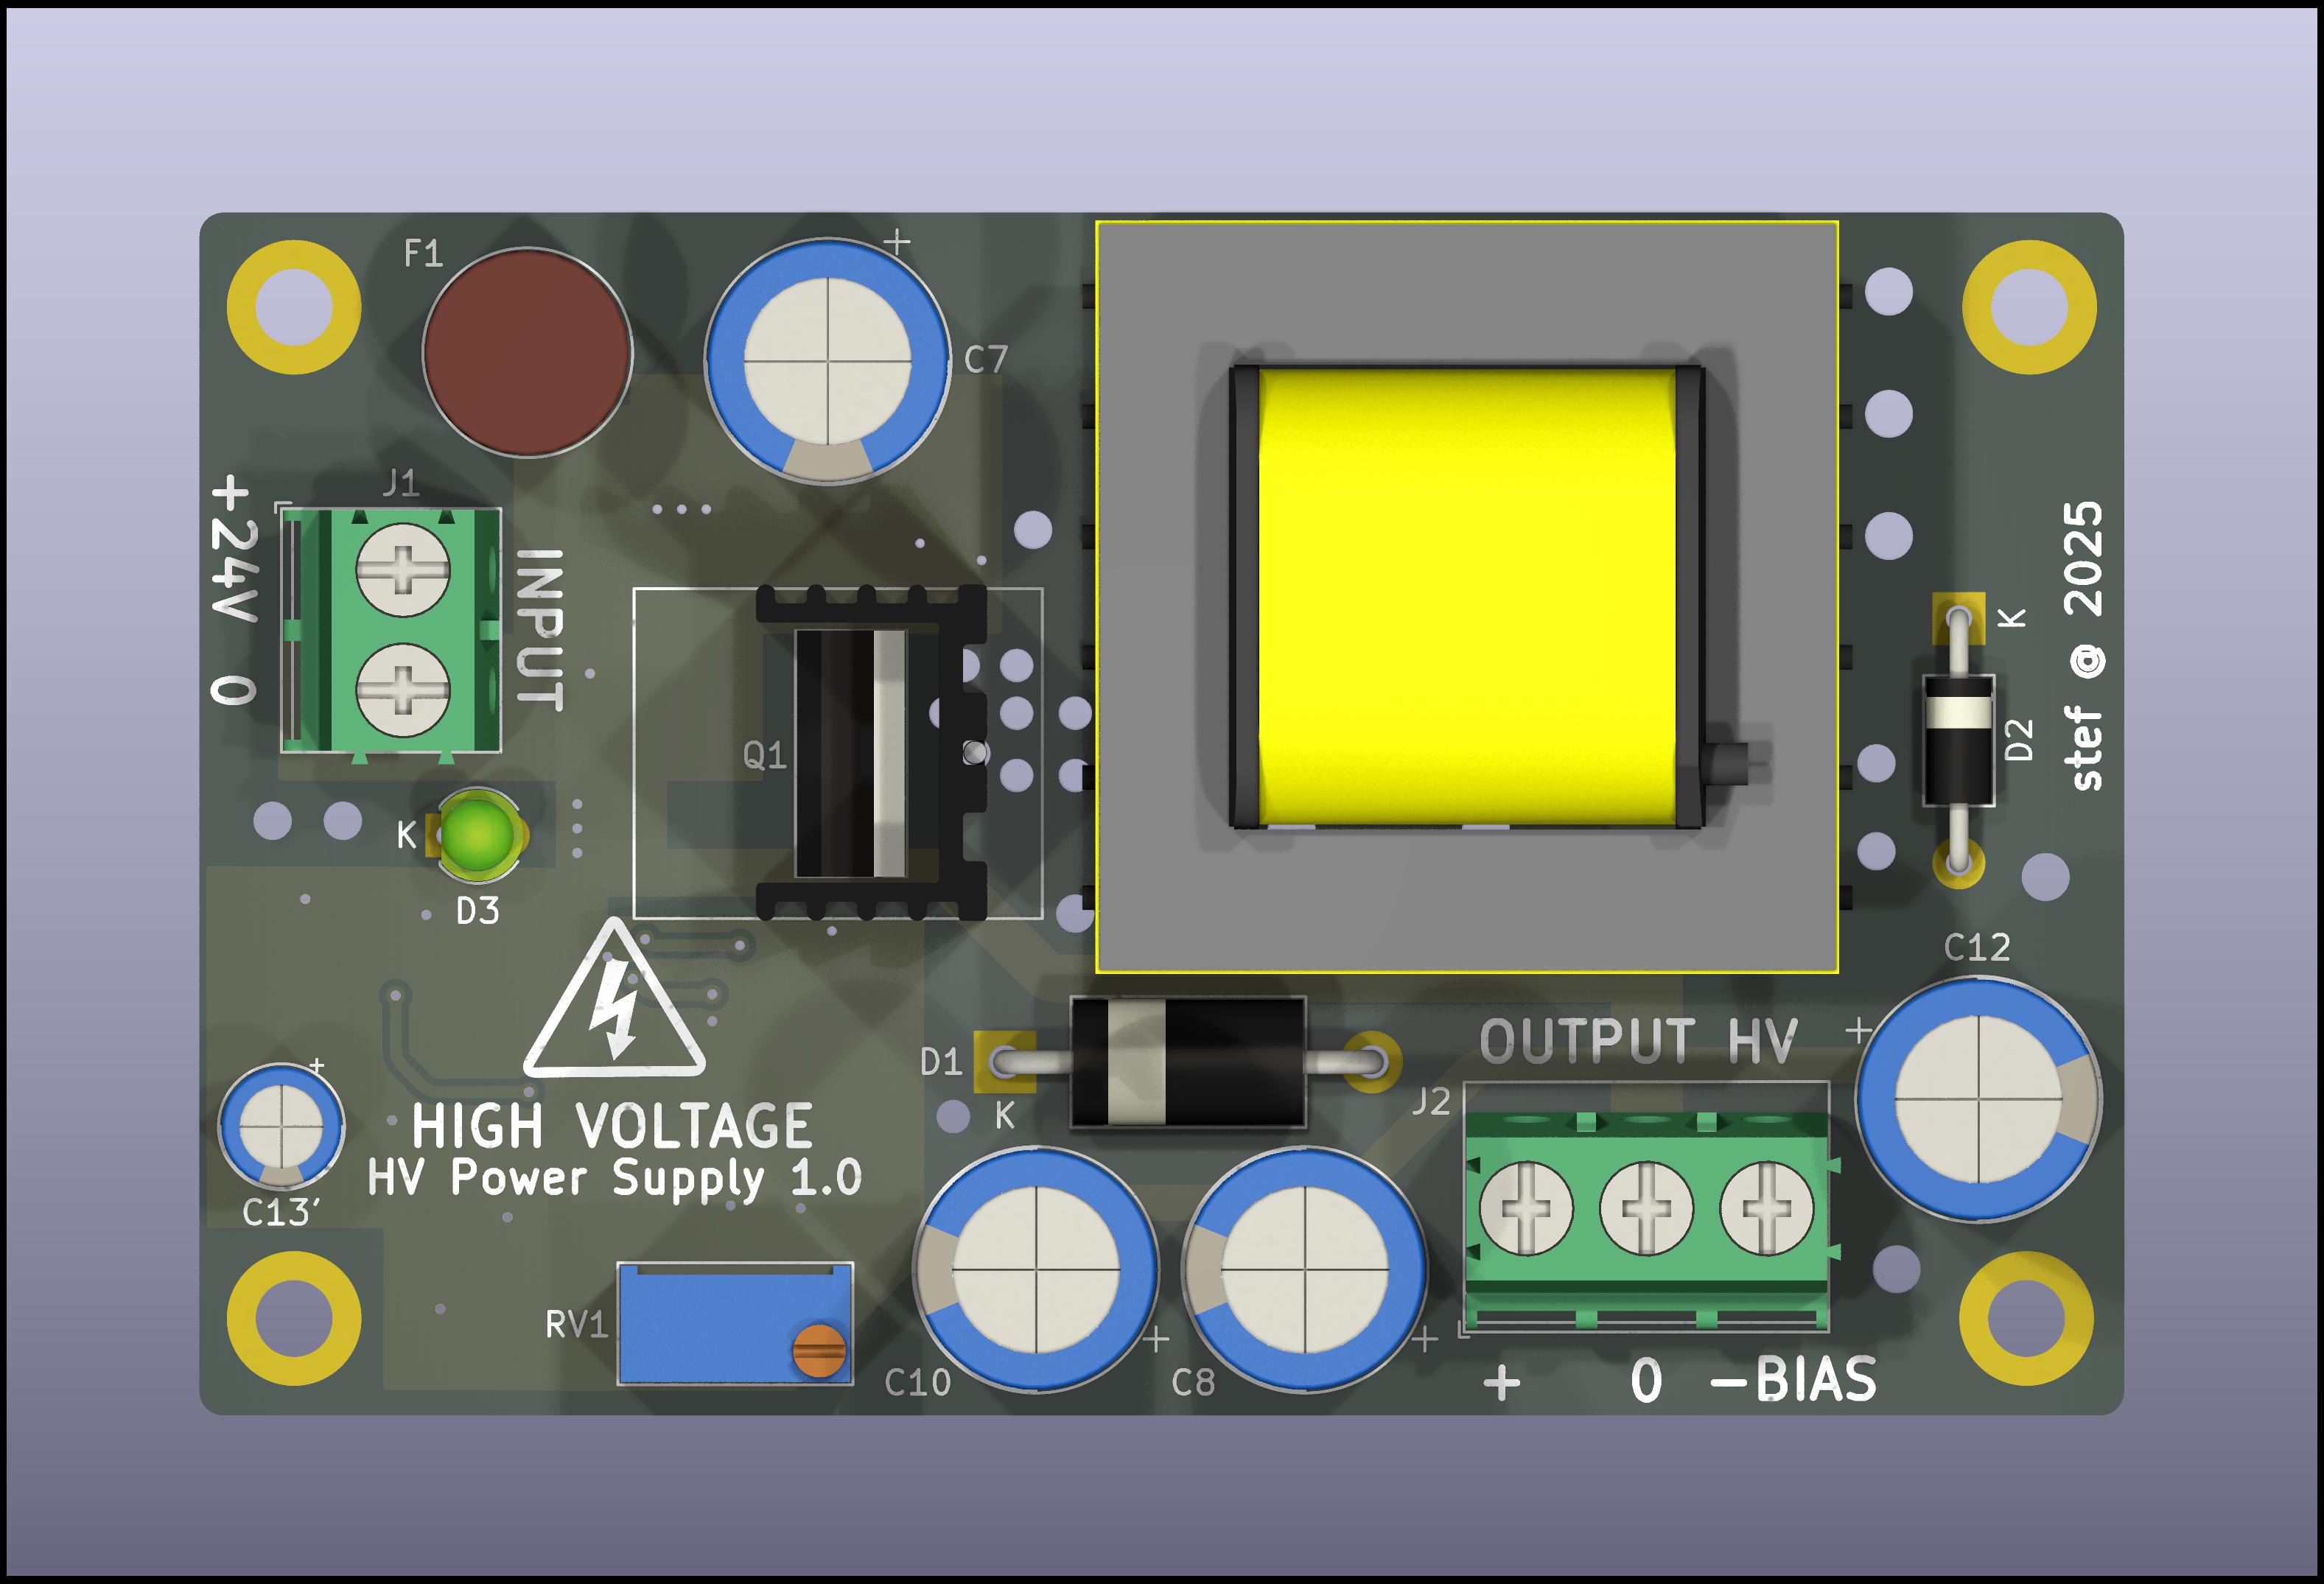 F1
+
C7
J1
+24V 0
INPUT
Q1
K
D3
K
D2
stef @ 2025
C12
+
D1
K
OUTPUT HV
J2
+
C13'
HIGH VOLTAGE
HV Power Supply 1.0
RV1
C10
+
C8
+
+ 0 -BIAS